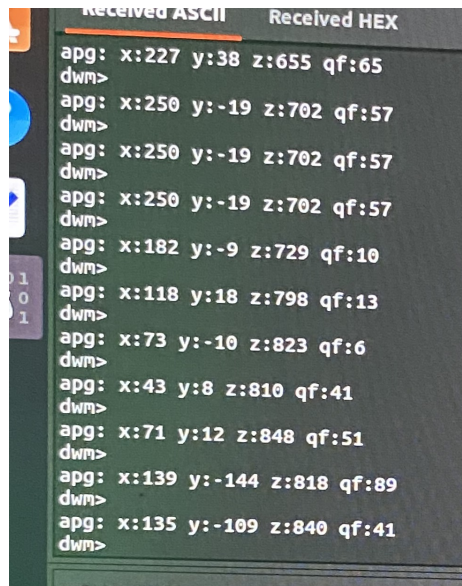 Received ASCII
Received HEX
apg: x:227 y:38 z:655 qf:65
dwm>
apg: x:250 y:-19 z:702 qf:57
dwm>
apg: x:250 y:-19 z:702 qf:57
dwm>
apg: x:250 y:-19 z:702 qf:57
dwm>
apg: x:182 y:-9 z:729 qf:10
dwm>
apg: x:118 y:18 z:798 qf:13
dwm>
apg: x:73 y:-10 z:823 qf:6
dwm>
apg: x:43 y:8 z:810 qf:41
dwm>
apg: x:71 y:12 z:848 qf:51
dwm>
apg: x:139 y:-144 z:818 qf:89
dwm>
apg: x:135 y:-109 z:840 qf:41
dwm>